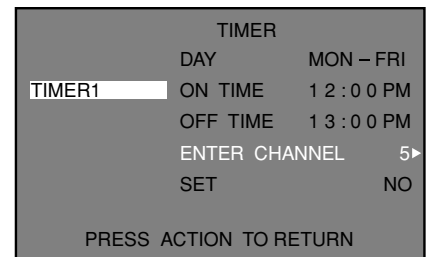 TIMER
DAY MON – FRI
TIMER1 ON TIME 12:00 PM
OFF TIME 13:00 PM
ENTER CHANNEL 5▶
SET NO
PRESS ACTION TO RETURN